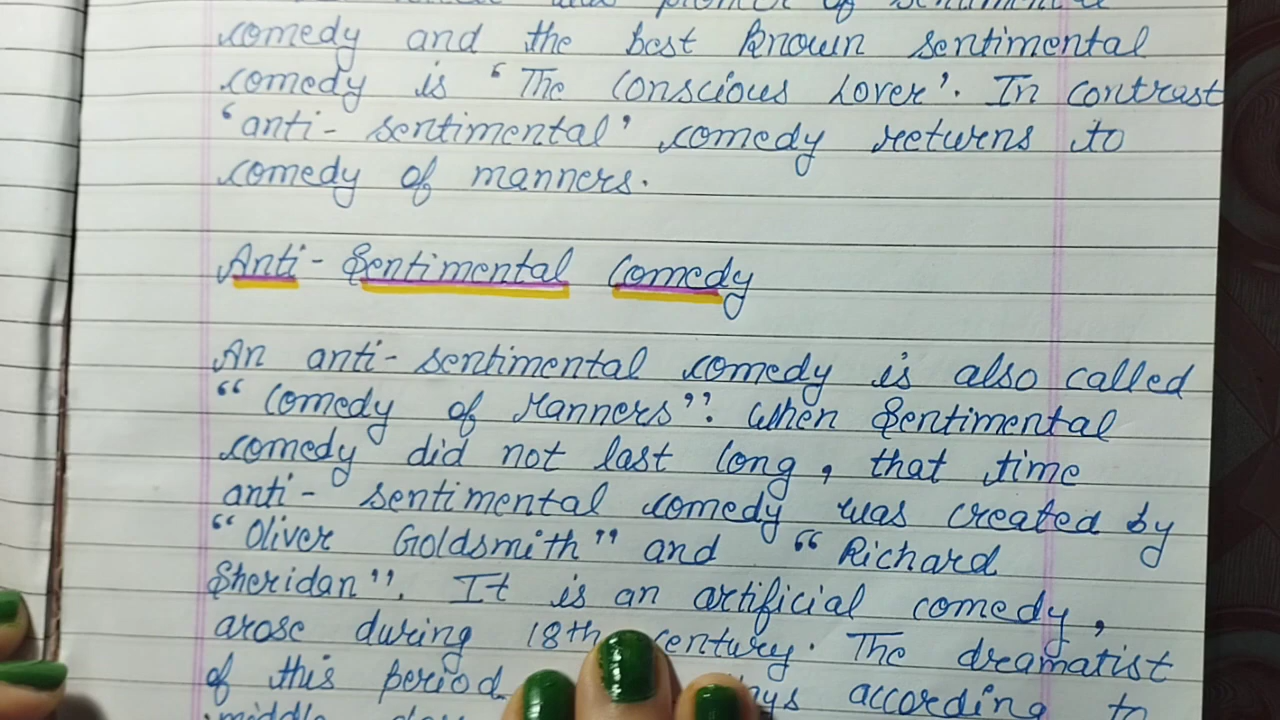 of sentimental
comedy and the best known sentimental
comedy is 'The Conscious Lover'. In contrast
'anti- sentimental' comedy returns to
comedy of manners.
Anti - Sentimental Comedy
An anti- sentimental comedy is also called
"Comedy of Manners". When Sentimental
comedy did not last long, that time
anti- sentimental comedy was created by
"Oliver Goldsmith" and "Richard
Sheridan". It is an artificial comedy,
arose during 18th century. The dramatist
of this period according to
middle